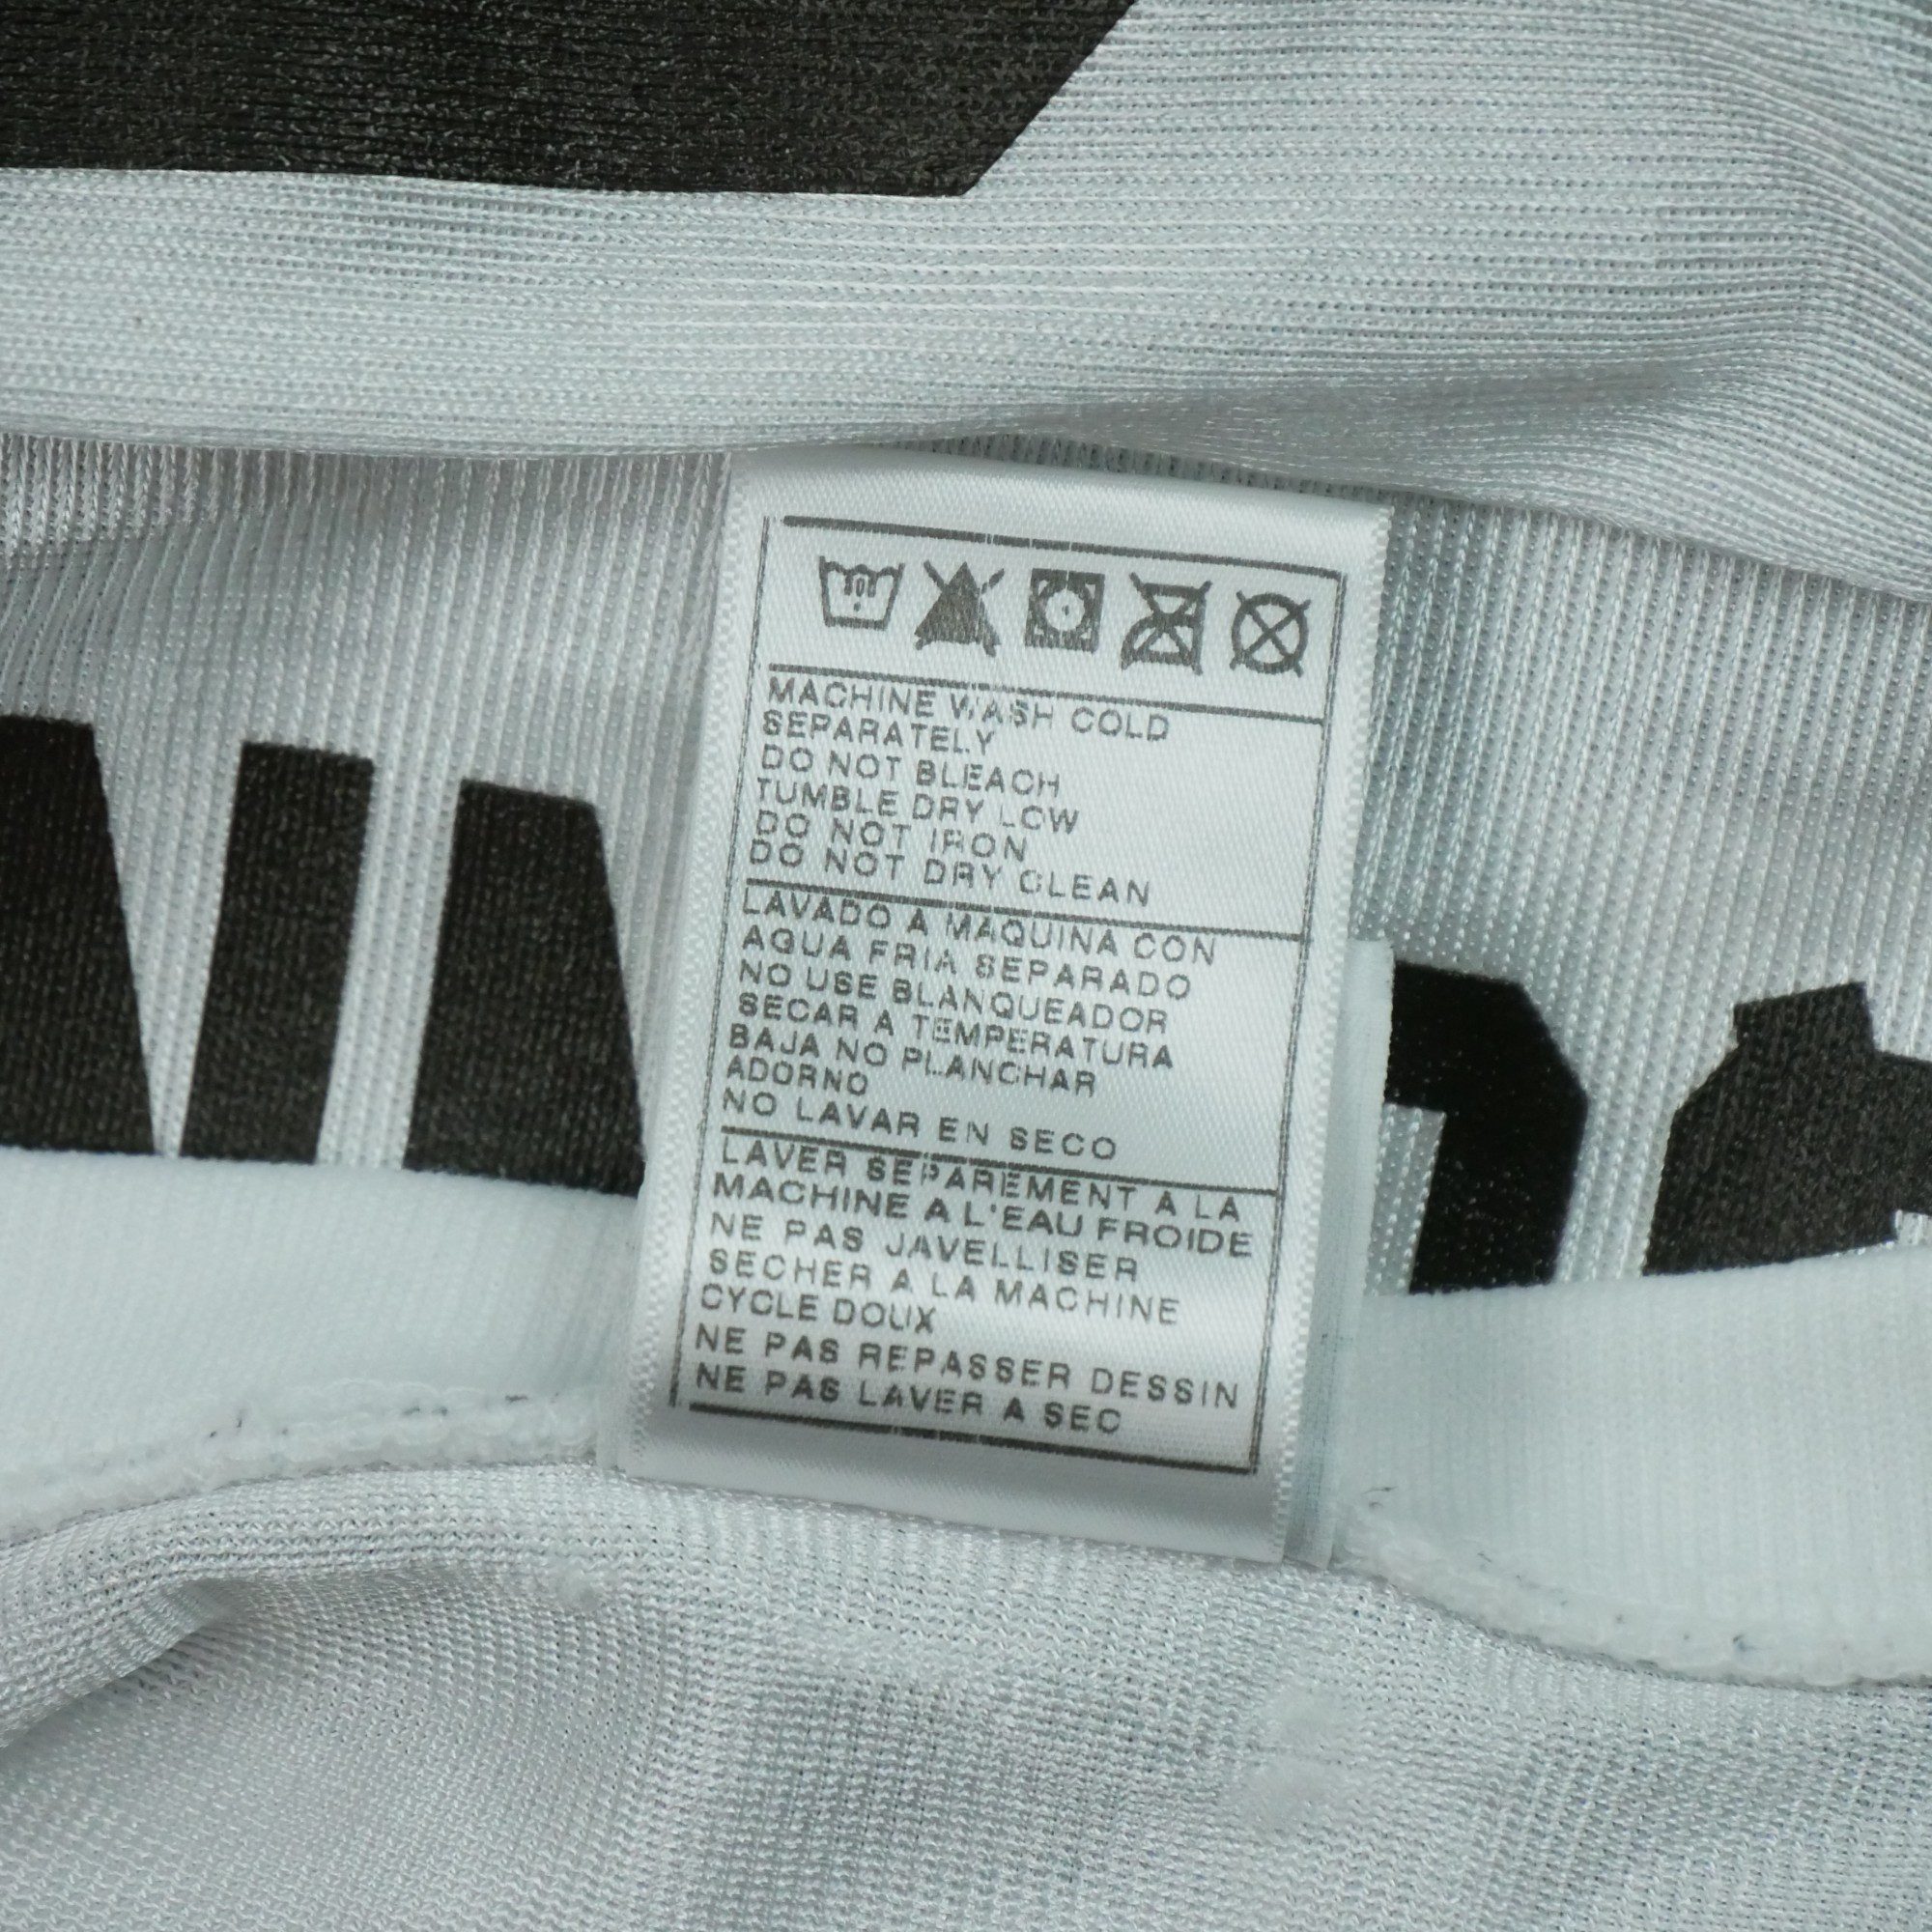 MACHINE WASH COLD
SEPARATELY
DO NOT BLEACH
TUMBLE DRY LOW
DO NOT IRON
DO NOT DRY CLEAN
LAVADO A MAQUINA CON
AGUA FRIA SEPARADO
NO USE BLANQUEADOR
SECAR A TEMPERATURA
BAJA NO PLANCHAR
ADORNO
NO LAVAR EN SECO
LAVER SEPAREMENT A LA
MACHINE A L'EAU FROIDE
NE PAS JAVELLISER
SECHER A LA MACHINE
CYCLE DOUX
NE PAS REPASSER DESSIN
NE PAS LAVER A SEC